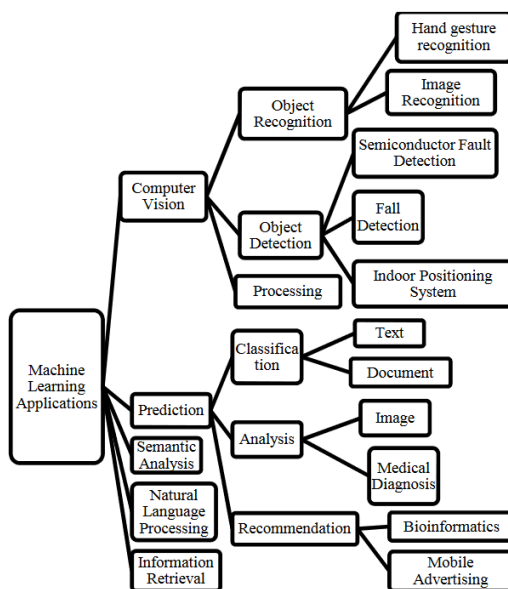 Hand gesture
recognition
Image
Recognition
Object
Recognition
Semiconductor Fault
Detection
Computer
Vision
Fall
Detection
Object
Detection
Indoor Positioning
System
Processing
Machine
Learning
Applications
Classifica
tion
Text
Document
Prediction
Analysis
Image
Medical
Diagnosis
Semantic
Analysis
Natural
Language
Processing
Recommendation
Bioinformatics
Mobile
Advertising
Information
Retrieval